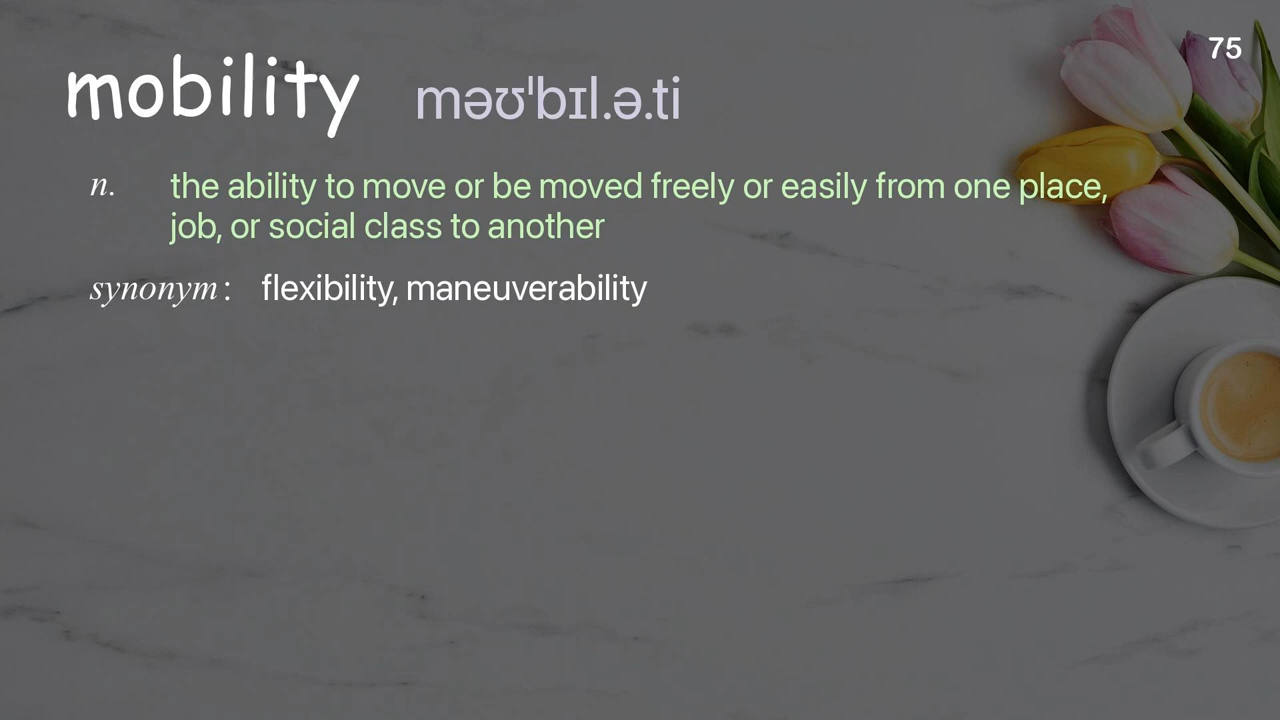 75
mobility məʊˈbɪl.ə.ti
n. the ability to move or be moved freely or easily from one place,
job, or social class to another
synonym : flexibility, maneuverability